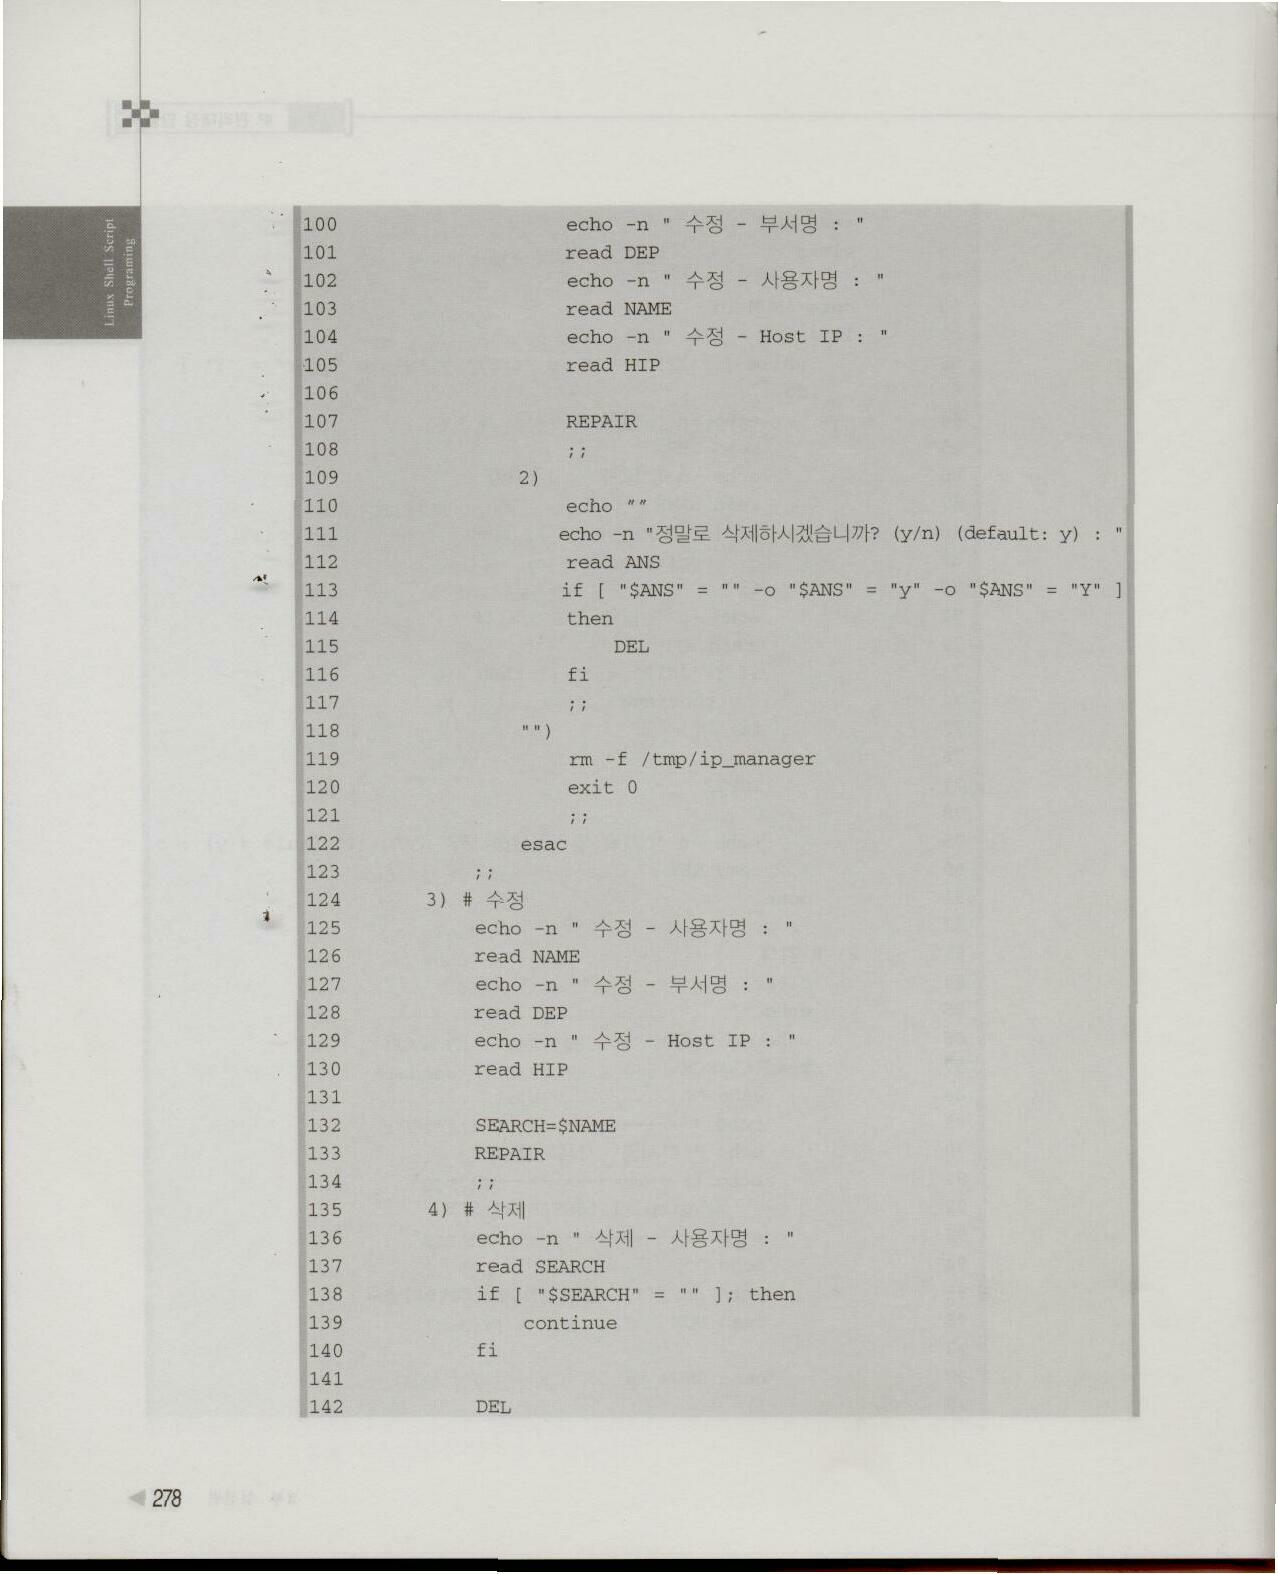 Linux Shell Script
Programing
100 echo -n " 수정 - 부서명 : "
101 read DEP
102 echo -n " 수정 - 사용자명 : "
103 read NAME
104 echo -n " 수정 - Host IP : "
105 read HIP
106
107 REPAIR
108 ;;
109 2)
110 echo ""
111 echo -n "정말로 삭제하시겠습니까? (y/n) (default: y) : "
112 read ANS
113 if [ "$ANS" = "" -o "$ANS" = "y" -o "$ANS" = "Y" ]
114 then
115 DEL
116 fi
117 ;;
118 "")
119 rm -f /tmp/ip_manager
120 exit 0
121 ;;
122 esac
123 ;;
124 3) # 수정
125 echo -n " 수정 - 사용자명 : "
126 read NAME
127 echo -n " 수정 - 부서명 : "
128 read DEP
129 echo -n " 수정 - Host IP : "
130 read HIP
131
132 SEARCH=$NAME
133 REPAIR
134 ;;
135 4) # 삭제
136 echo -n " 삭제 - 사용자명 : "
137 read SEARCH
138 if [ "$SEARCH" = "" ]; then
139 continue
140 fi
141
142 DEL
278